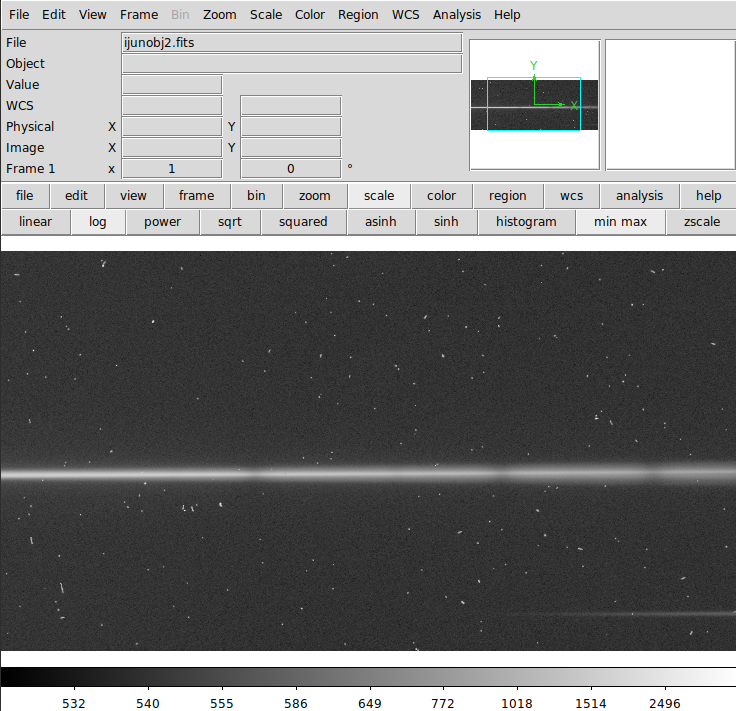 File Edit View Frame Bin Zoom Scale Color Region WCS Analysis Help
File ijunobj2.fits
Object
Value
WCS
Physical X Y
Image X Y
Frame 1 x 1 0 °
Y
X
file edit view frame bin zoom scale color region wcs analysis help
linear log power sqrt squared asinh sinh histogram min max zscale
532 540 555 586 649 772 1018 1514 2496